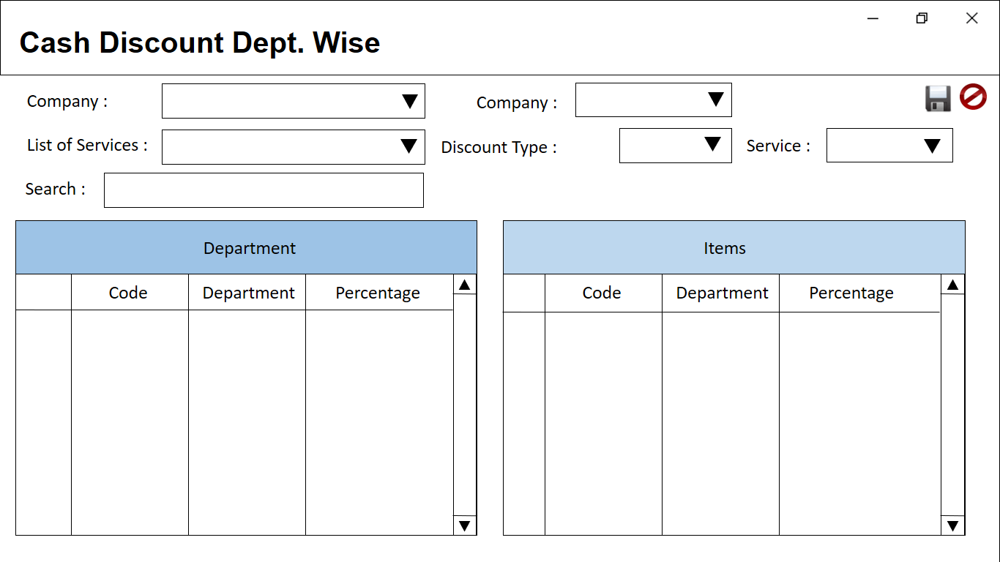 Cash Discount Dept. Wise
Company :
Company :
List of Services :
Discount Type :
Service :
Search :
Department
Items
Code
Department
Percentage
Code
Department
Percentage